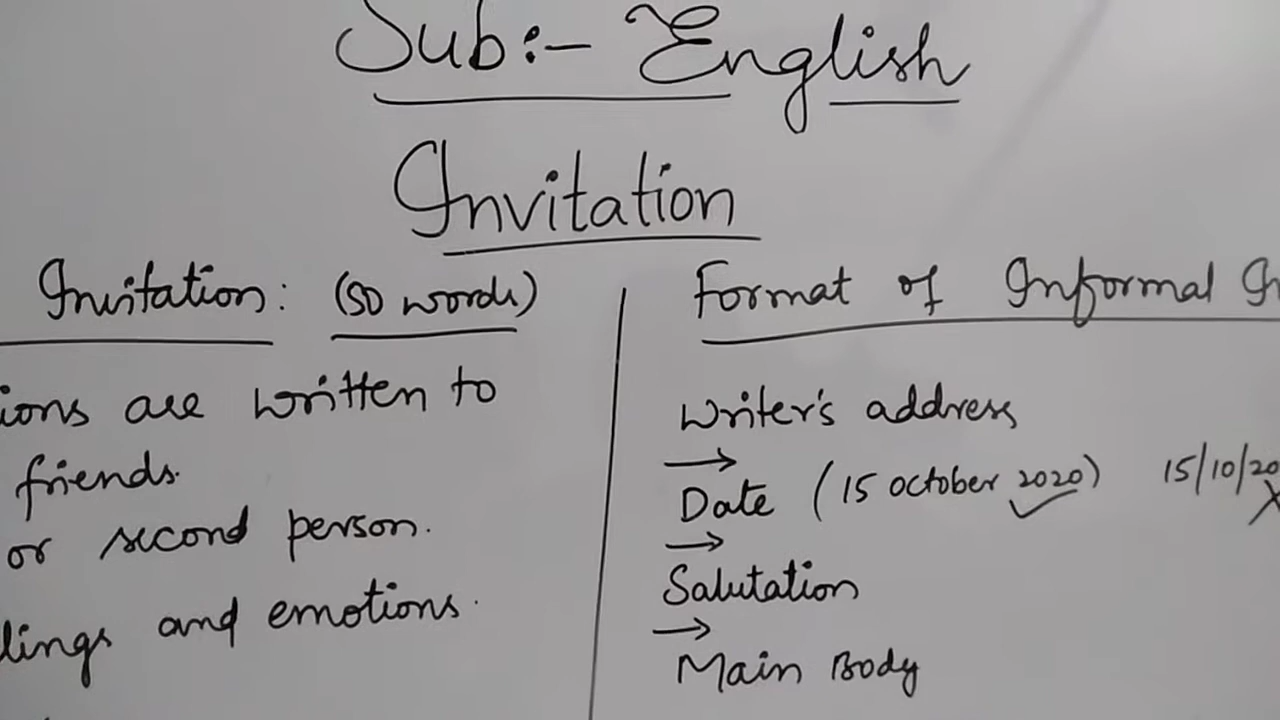 Sub:- English
Invitation
Invitation: (50 words)
ions are written to
friends.
or second person.
lings and emotions.
Format of Informal In
Writer's address
→
Date (15 October 2020) ✓ 15/10/20 X
→
Salutation
→
Main Body